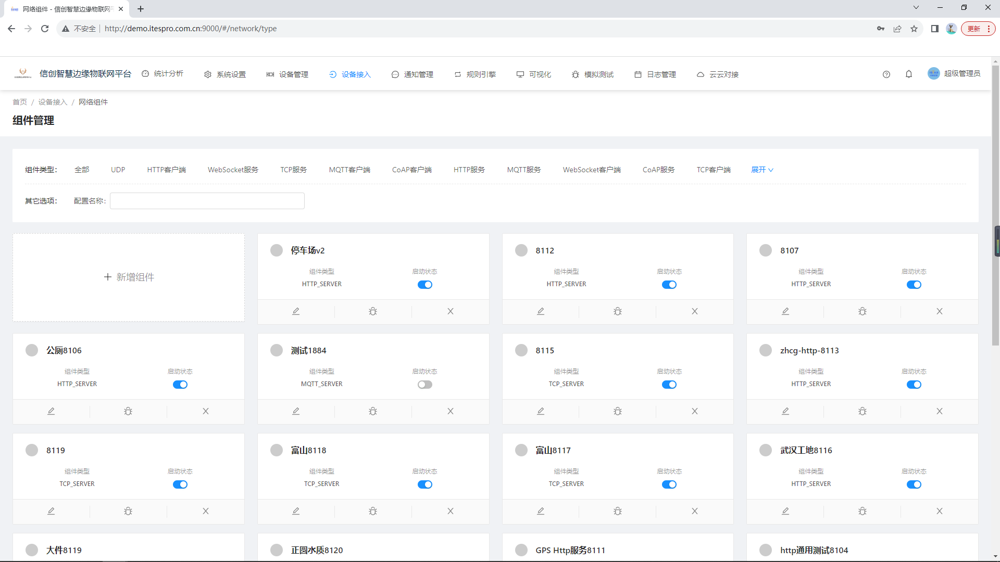 网络组件 - 信创智慧边缘物联网平
不安全 http://demo.itespro.com.cn:9000/#/network/type 更新
信创智慧边缘物联网平台 统计分析 系统设置 设备管理 设备接入 通知管理 规则引擎 可视化 模拟测试 日志管理 云云对接 超级管理员
首页 / 设备接入 / 网络组件
组件管理
组件类型: 全部 UDP HTTP客户端 WebSocket服务 TCP服务 MQTT客户端 CoAP客户端 HTTP服务 MQTT服务 WebSocket客户端 CoAP服务 TCP客户端 展开
其它选项: 配置名称:
新增组件
停车场v2
组件类型 启动状态
HTTP_SERVER
8112
组件类型 启动状态
HTTP_SERVER
8107
组件类型 启动状态
HTTP_SERVER
公厕8106
组件类型 启动状态
HTTP_SERVER
测试1884
组件类型 启动状态
MQTT_SERVER
8115
组件类型 启动状态
TCP_SERVER
zhcg-http-8113
组件类型 启动状态
HTTP_SERVER
8119
组件类型 启动状态
TCP_SERVER
富山8118
组件类型 启动状态
TCP_SERVER
富山8117
组件类型 启动状态
TCP_SERVER
武汉工地8116
组件类型 启动状态
HTTP_SERVER
大件8119
正圆水质8120
GPS Http服务8111
http通用测试8104